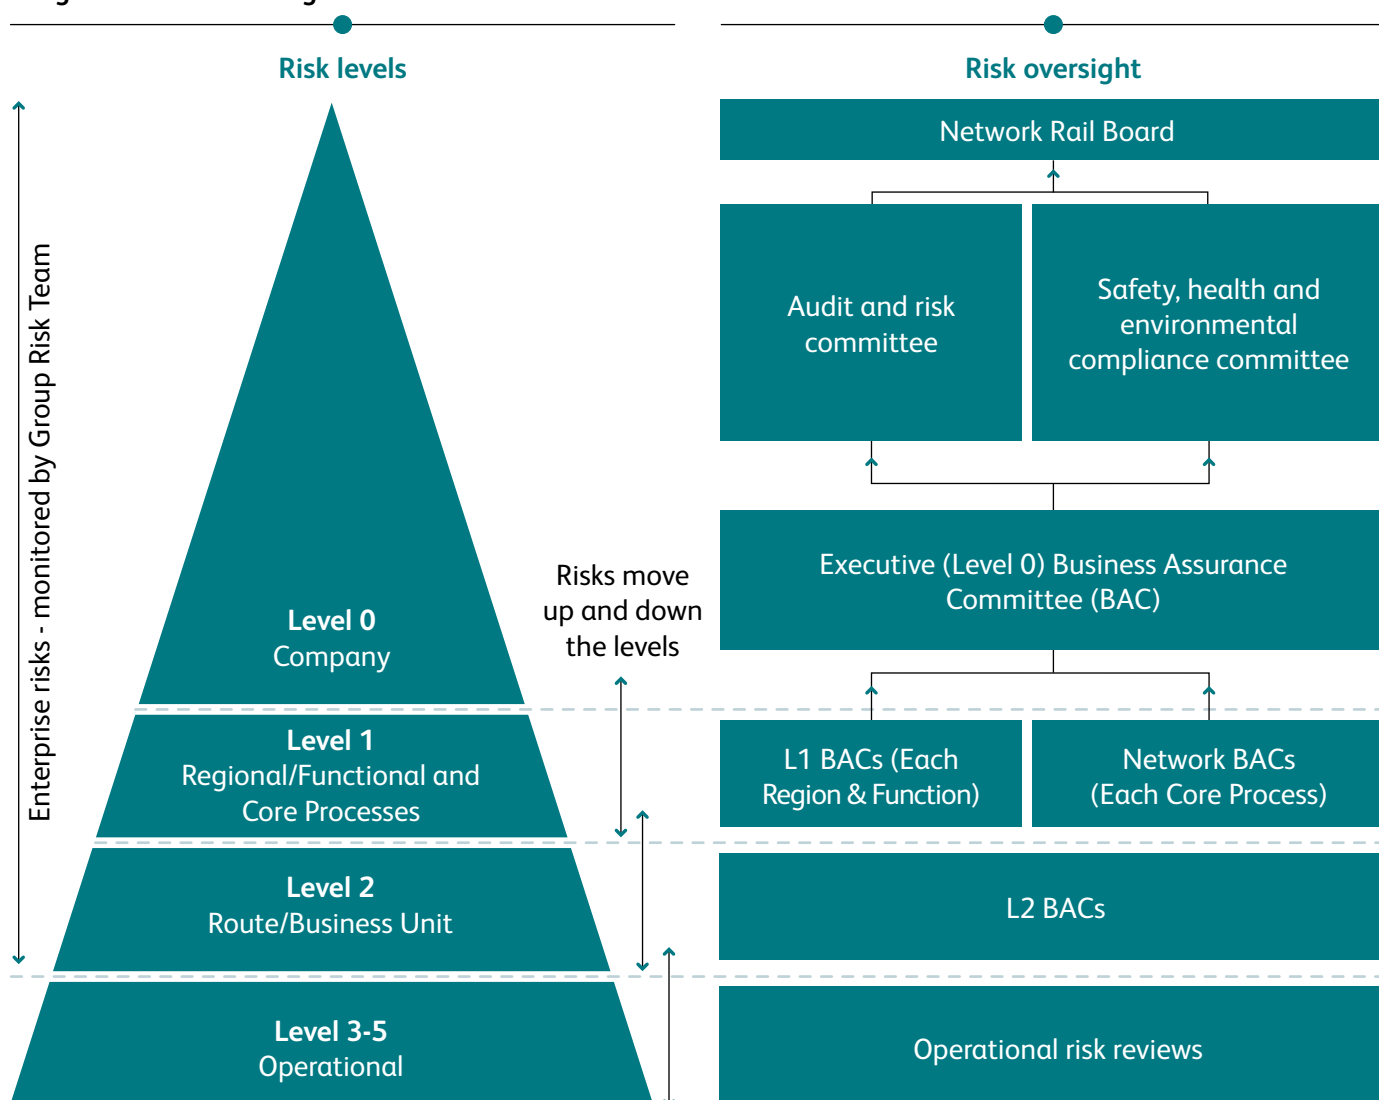 Risk levels
Enterprise risks - monitored by Group Risk Team
Level 0
Company
Risks move
up and down
the levels
Level 1
Regional/Functional and
Core Processes
Level 2
Route/Business Unit
Level 3-5
Operational
Risk oversight
Network Rail Board
Audit and risk
committee
Safety, health and
environmental
compliance committee
Executive (Level 0) Business Assurance
Committee (BAC)
L1 BACs (Each
Region & Function)
Network BACs
(Each Core Process)
L2 BACs
Operational risk reviews